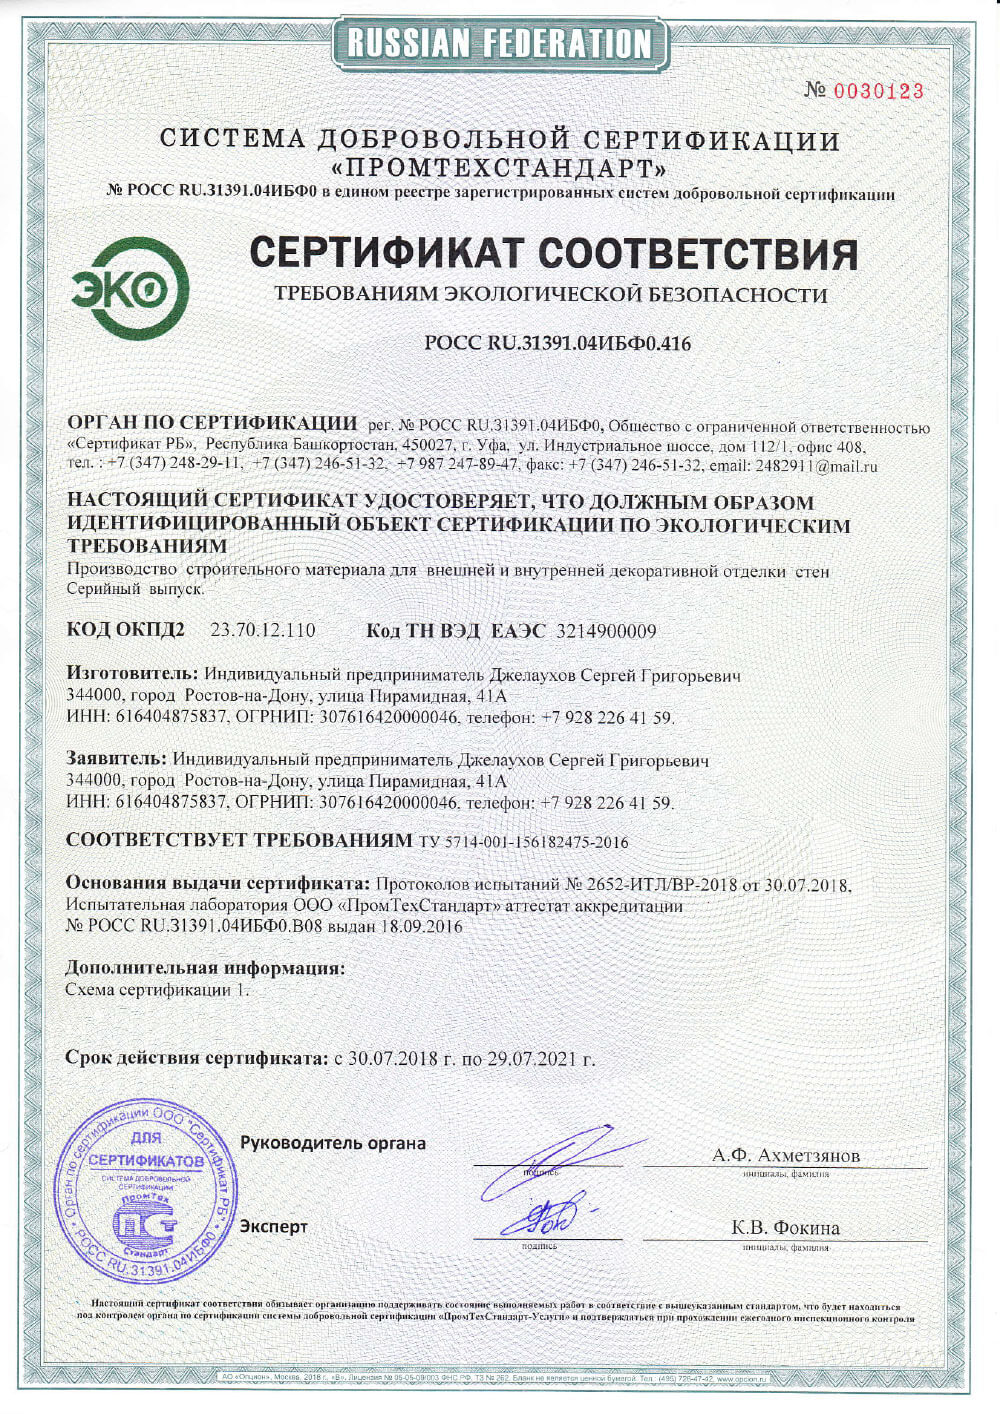 RUSSIAN FEDERATION
№ 0030123
СИСТЕМА ДОБРОВОЛЬНОЙ СЕРТИФИКАЦИИ
«ПРОМТЕХСТАНДАРТ»
№ РОСС RU.31391.04ИБФ0 в едином реестре зарегистрированных систем добровольной сертификации
ЭКО
СЕРТИФИКАТ СООТВЕТСТВИЯ
ТРЕБОВАНИЯМ ЭКОЛОГИЧЕСКОЙ БЕЗОПАСНОСТИ
РОСС RU.31391.04ИБФ0.416
ОРГАН ПО СЕРТИФИКАЦИИ рег. № РОСС RU.31391.04ИБФ0, Общество с ограниченной ответственностью
«Сертификат РБ», Республика Башкортостан, 450027, г. Уфа, ул. Индустриальное шоссе, дом 112/1, офис 408,
тел. : +7 (347) 248-29-11, +7 (347) 246-51-32, +7 987 247-89-47, факс: +7 (347) 246-51-32, email: 2482911@mail.ru
НАСТОЯЩИЙ СЕРТИФИКАТ УДОСТОВЕРЯЕТ, ЧТО ДОЛЖНЫМ ОБРАЗОМ
ИДЕНТИФИЦИРОВАННЫЙ ОБЪЕКТ СЕРТИФИКАЦИИ ПО ЭКОЛОГИЧЕСКИМ
ТРЕБОВАНИЯМ
Производство строительного материала для внешней и внутренней декоративной отделки стен
Серийный выпуск.
КОД ОКПД2 23.70.12.110 Код ТН ВЭД ЕАЭС 3214900009
Изготовитель: Индивидуальный предприниматель Джелаухов Сергей Григорьевич
344000, город Ростов-на-Дону, улица Пирамидная, 41А
ИНН: 616404875837, ОГРНИП: 307616420000046, телефон: +7 928 226 41 59.
Заявитель: Индивидуальный предприниматель Джелаухов Сергей Григорьевич
344000, город Ростов-на-Дону, улица Пирамидная, 41А
ИНН: 616404875837, ОГРНИП: 307616420000046, телефон: +7 928 226 41 59.
СООТВЕТСТВУЕТ ТРЕБОВАНИЯМ ТУ 5714-001-156182475-2016
Основания выдачи сертификата: Протоколов испытаний № 2652-ИТЛ/ВР-2018 от 30.07.2018,
Испытательная лаборатория ООО «ПромТехСтандарт» аттестат аккредитации
№ РОСС RU.31391.04ИБФ0.В08 выдан 18.09.2016
Дополнительная информация:
Схема сертификации 1.
Срок действия сертификата: с 30.07.2018 г. по 29.07.2021 г.
Орган по сертификации ООО "Сертификат РБ"
РОСС RU.31391.04ИБФ0
ДЛЯ
СЕРТИФИКАТОВ
СИСТЕМА ДОБРОВОЛЬНОЙ
СЕРТИФИКАЦИИ
ПромТех
Стандарт
Руководитель органа
подпись
А.Ф. Ахметзянов
инициалы, фамилия
Эксперт
подпись
К.В. Фокина
инициалы, фамилия
Настоящий сертификат соответствия обязывает организацию поддерживать состояние выполняемых работ в соответствие с вышеуказанным стандартом, что будет находиться
под контролем органа по сертификации системы добровольной сертификации «ПромТехСтандарт-Услуги» и подтверждаться при прохождении ежегодного инспекционного контроля
АО «Опцион», Москва, 2018 г., «В». Лицензия № 05-05-09/003 ФНС РФ, ТЗ № 262. Бланк не является ценной бумагой. Тел.: (495) 726-47-42, www.opcion.ru